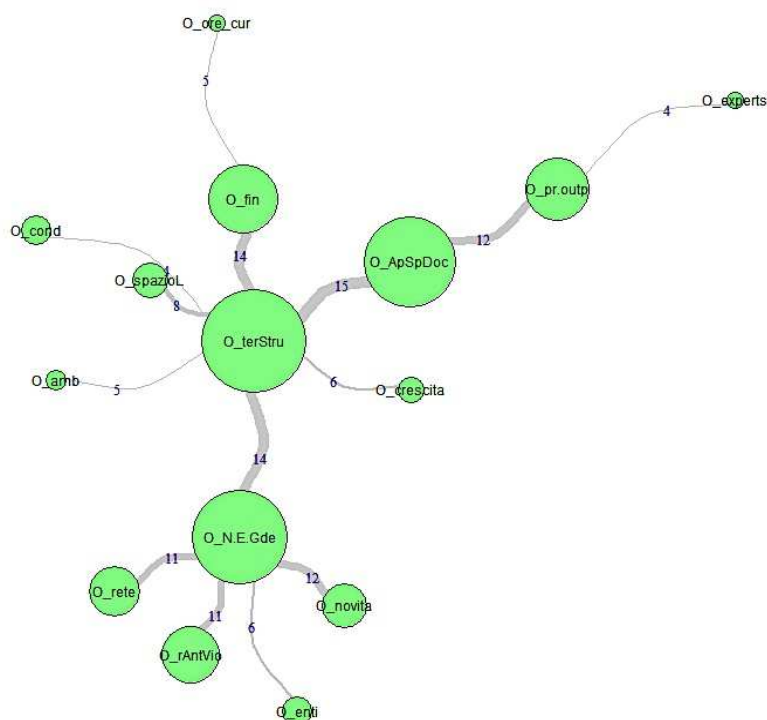 O_ore_cur
5
O_experts
4
O_fin
O_pr.outp
O_cond
14
12
O_ApSpDoc
4
O_spazioL
15
8
O_terStru
O_amb
5
6
O_crescita
14
O_N.E.Gde
11
12
O_rete
O_novita
11
6
O_rAntVio
O_enti